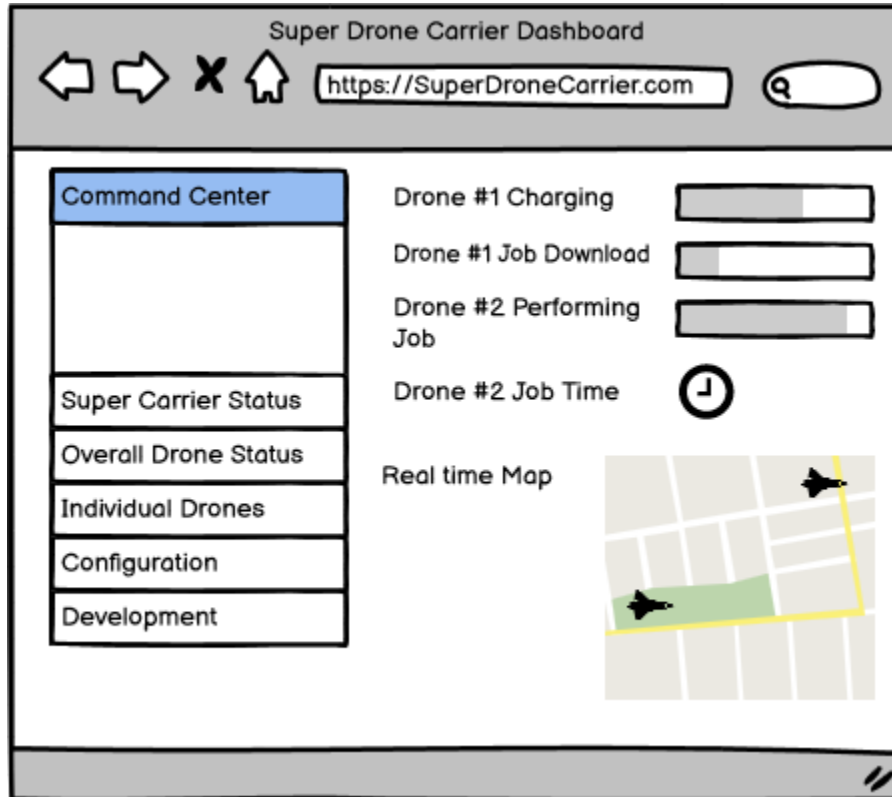 Super Drone Carrier Dashboard
https://SuperDroneCarrier.com
Command Center
Super Carrier Status
Overall Drone Status
Individual Drones
Configuration
Development
Drone #1 Charging
Drone #1 Job Download
Drone #2 Performing
Job
Drone #2 Job Time
Real time Map